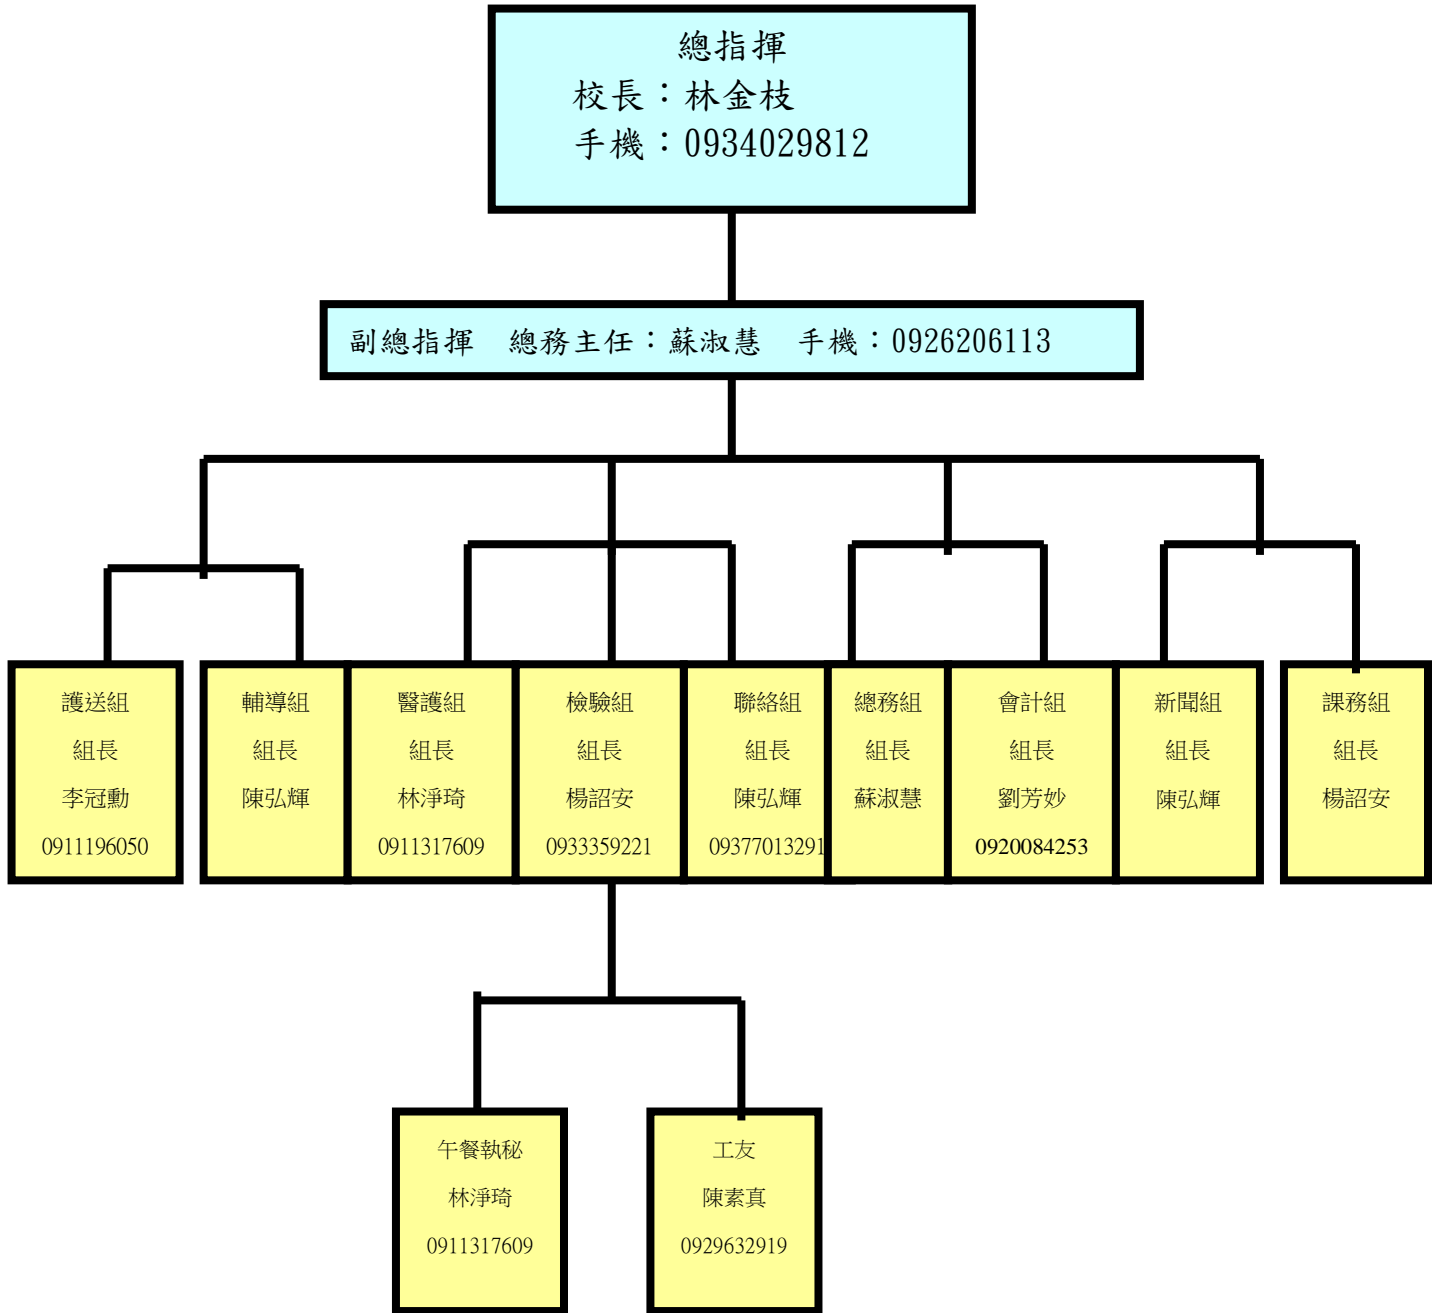 總指揮
校長：林金枝
手機：0934029812
副總指揮　總務主任：蘇淑慧　手機：0926206113
護送組
組長
李冠勳
0911196050
輔導組
組長
陳弘輝
醫護組
組長
林淨琦
0911317609
檢驗組
組長
楊詔安
0933359221
聯絡組
組長
陳弘輝
09377013291
總務組
組長
蘇淑慧
會計組
組長
劉芳妙
0920084253
新聞組
組長
陳弘輝
課務組
組長
楊詔安
午餐執秘
林淨琦
0911317609
工友
陳素真
0929632919